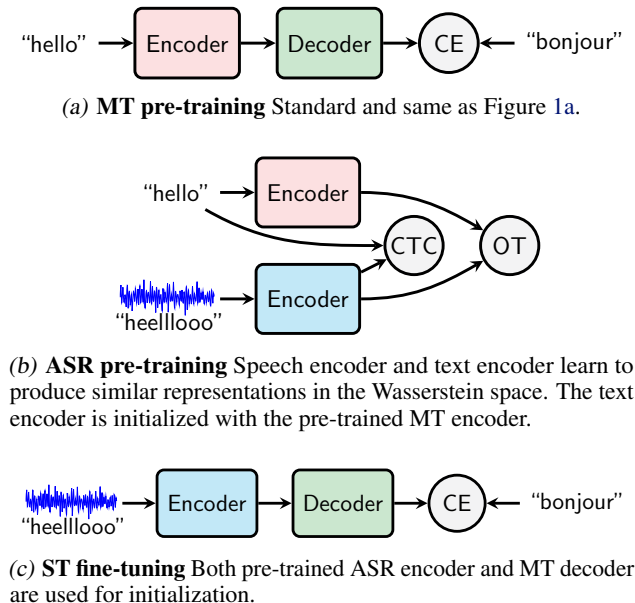 “hello” Encoder Decoder CE “bonjour”
(a) MT pre-training Standard and same as Figure 1a.
“hello” Encoder
CTC OT
Encoder
“heelllooo”
(b) ASR pre-training Speech encoder and text encoder learn to
produce similar representations in the Wasserstein space. The text
encoder is initialized with the pre-trained MT encoder.
Encoder Decoder CE “bonjour”
“heelllooo”
(c) ST fine-tuning Both pre-trained ASR encoder and MT decoder
are used for initialization.